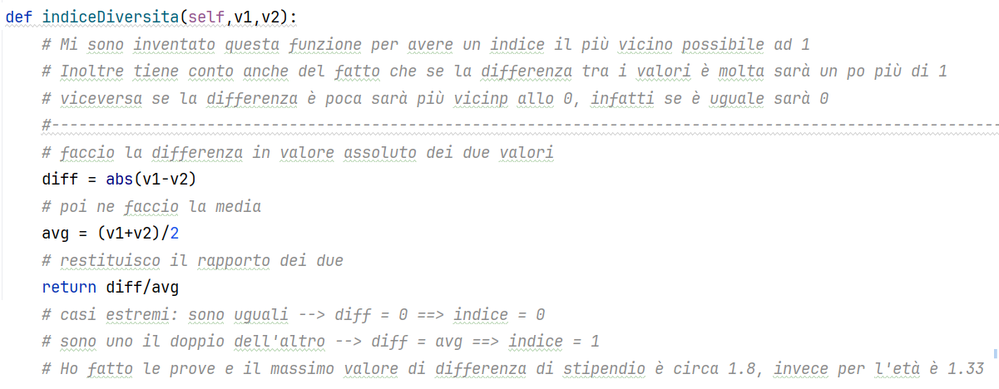 def indiceDiversita(self,v1,v2):
# Mi sono inventato questa funzione per avere un indice il più vicino possibile ad 1
# Inoltre tiene conto anche del fatto che se la differenza tra i valori è molta sarà un po più di 1
# viceversa se la differenza è poca sarà più vicinp allo 0, infatti se è uguale sarà 0
#-----------------------------------------------------------------------------------------------------------
# faccio la differenza in valore assoluto dei due valori
diff = abs(v1-v2)
# poi ne faccio la media
avg = (v1+v2)/2
# restituisco il rapporto dei due
return diff/avg
# casi estremi: sono uguali --> diff = 0 ==> indice = 0
# sono uno il doppio dell'altro --> diff = avg ==> indice = 1
# Ho fatto le prove e il massimo valore di differenza di stipendio è circa 1.8, invece per l'età è 1.33